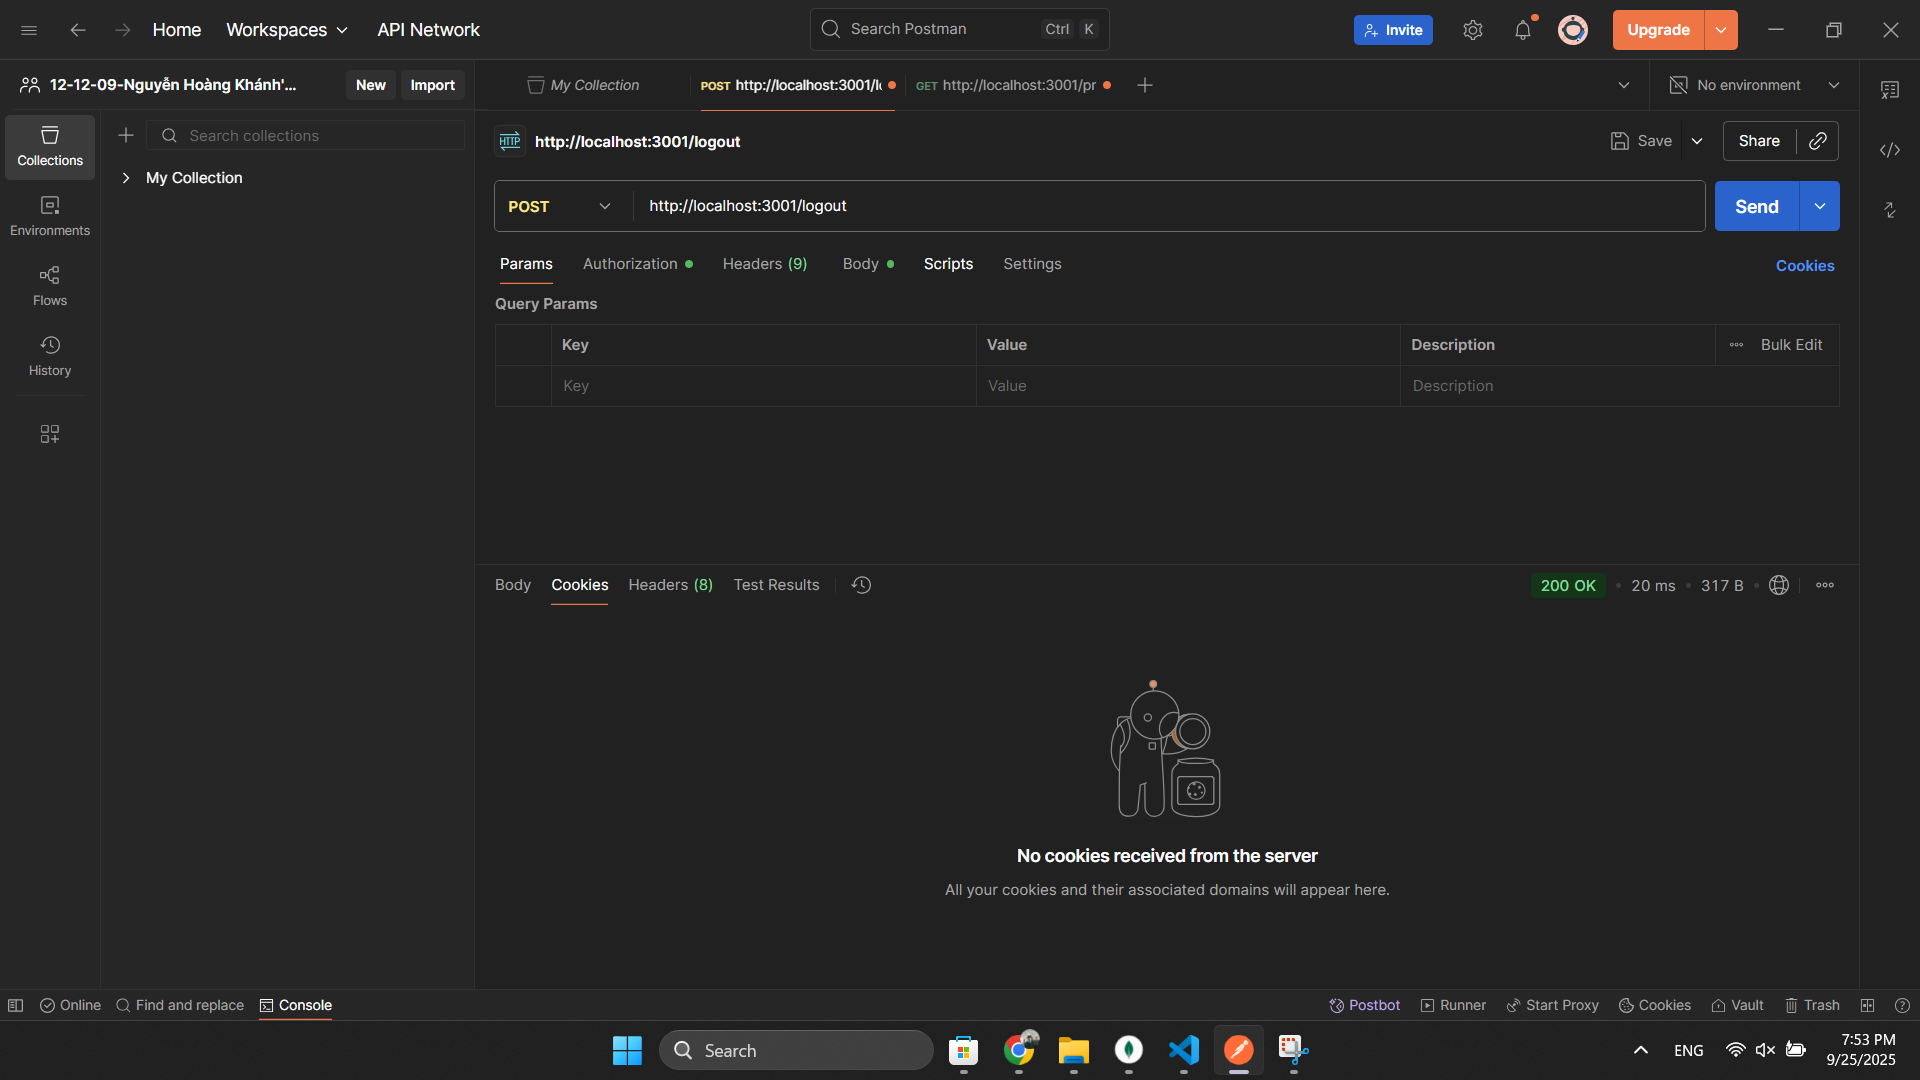 Home
Workspaces
API Network
Search Postman
Ctrl
K
Invite
Upgrade
12-12-09-Nguyễn Hoàng Khánh'...
New
Import
My Collection
POST http://localhost:3001/l
GET http://localhost:3001/pr
No environment
Collections
Search collections
My Collection
Environments
Flows
History
HTTP
http://localhost:3001/logout
Save
Share
POST
http://localhost:3001/logout
Send
Params
Authorization
Headers (9)
Body
Scripts
Settings
Cookies
Query Params
Key
Value
Description
Bulk Edit
Key
Value
Description
Body
Cookies
Headers (8)
Test Results
200 OK
20 ms
317 B
No cookies received from the server
All your cookies and their associated domains will appear here.
Online
Find and replace
Console
Postbot
Runner
Start Proxy
Cookies
Vault
Trash
Search
ENG
7:53 PM
9/25/2025